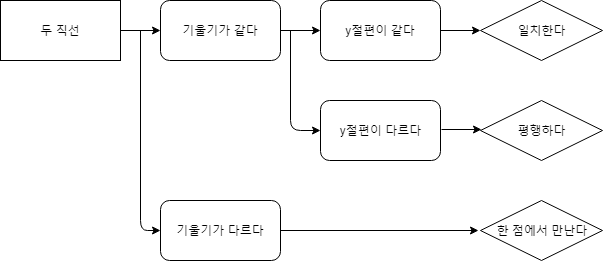 두 직선
기울기가 같다
y절편이 같다
일치한다
y절편이 다르다
평행하다
기울기가 다르다
한 점에서 만난다